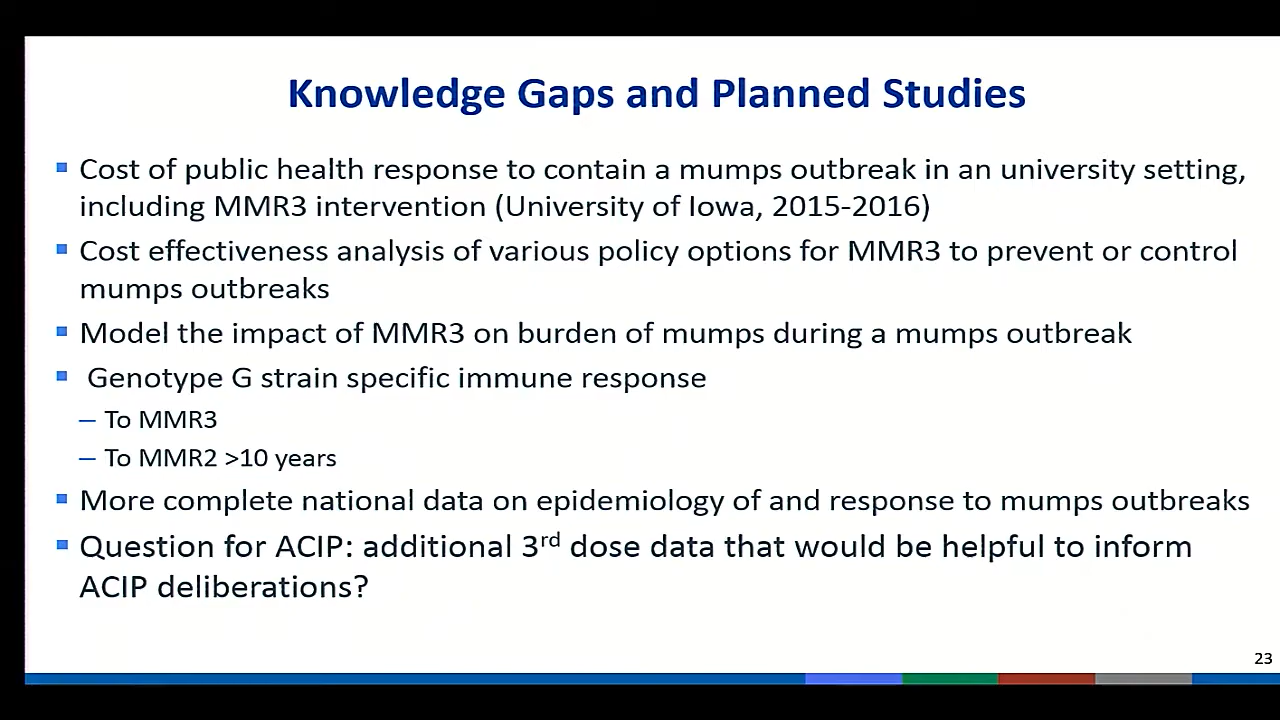 Knowledge Gaps and Planned Studies
▪ Cost of public health response to contain a mumps outbreak in an university setting,
including MMR3 intervention (University of Iowa, 2015-2016)
▪ Cost effectiveness analysis of various policy options for MMR3 to prevent or control
mumps outbreaks
▪ Model the impact of MMR3 on burden of mumps during a mumps outbreak
▪ Genotype G strain specific immune response
– To MMR3
– To MMR2 >10 years
▪ More complete national data on epidemiology of and response to mumps outbreaks
▪ Question for ACIP: additional 3rd dose data that would be helpful to inform
ACIP deliberations?
23